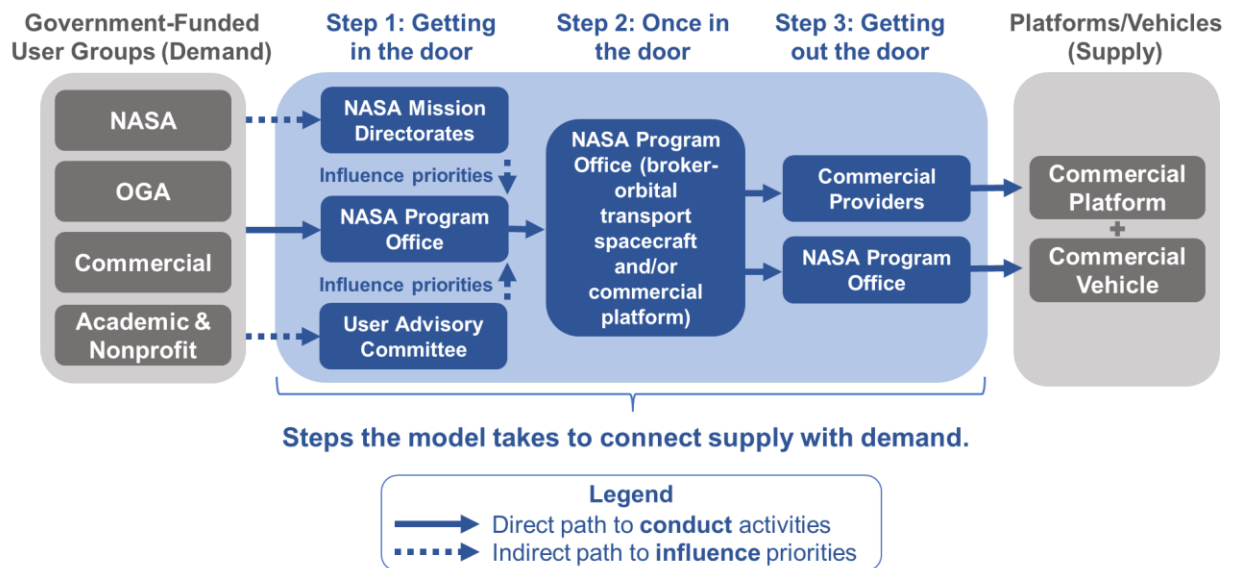 Government-Funded
User Groups (Demand)
Step 1: Getting
in the door
Step 2: Once in
the door
Step 3: Getting
out the door
Platforms/Vehicles
(Supply)
NASA
OGA
Commercial
Academic &
Nonprofit
NASA Mission
Directorates
Influence priorities
NASA Program
Office
Influence priorities
User Advisory
Committee
NASA Program
Office (broker-
orbital
transport
spacecraft
and/or
commercial
platform)
Commercial
Providers
NASA Program
Office
Commercial
Platform
+
Commercial
Vehicle
Steps the model takes to connect supply with demand.
Legend
Direct path to conduct activities
Indirect path to influence priorities